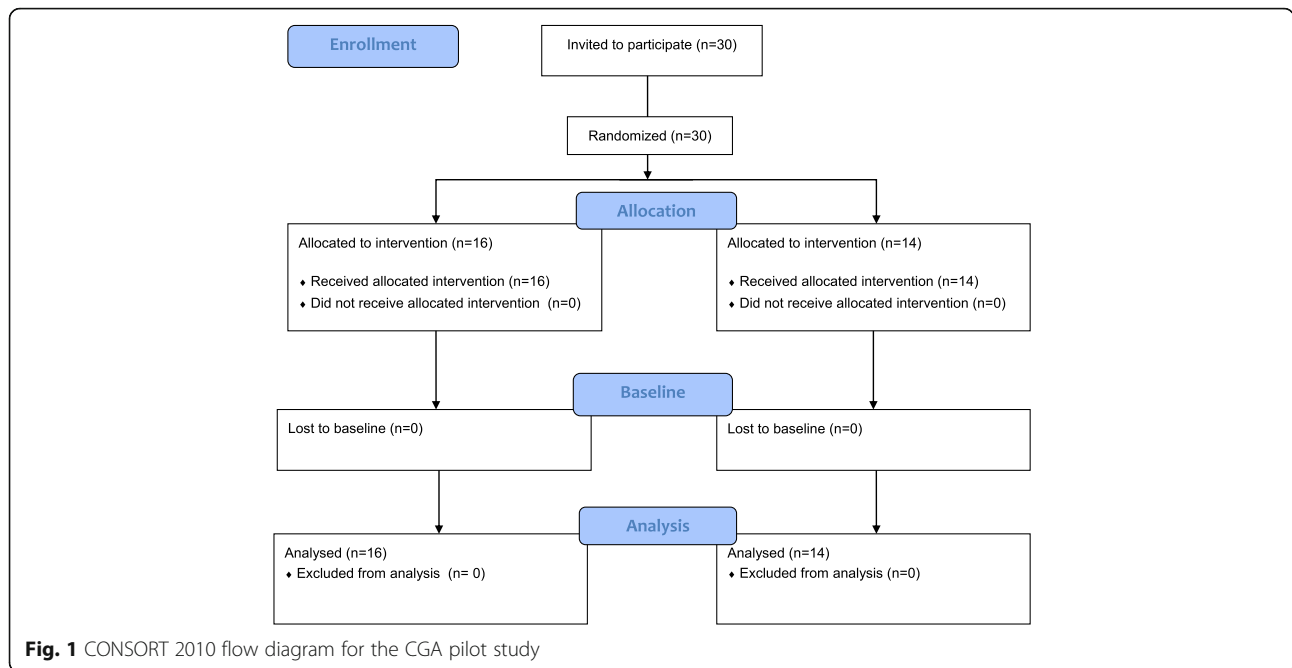 Enrollment
Invited to participate (n=30)
Randomized (n=30)
Allocation
Allocated to intervention (n=16)
♦ Received allocated intervention (n=16)
♦ Did not receive allocated intervention (n=0)
Allocated to intervention (n=14)
♦ Received allocated intervention (n=14)
♦ Did not receive allocated intervention (n=0)
Baseline
Lost to baseline (n=0)
Lost to baseline (n=0)
Analysis
Analysed (n=16)
♦ Excluded from analysis (n= 0)
Analysed (n=14)
♦ Excluded from analysis (n=0)
Fig. 1 CONSORT 2010 flow diagram for the CGA pilot study